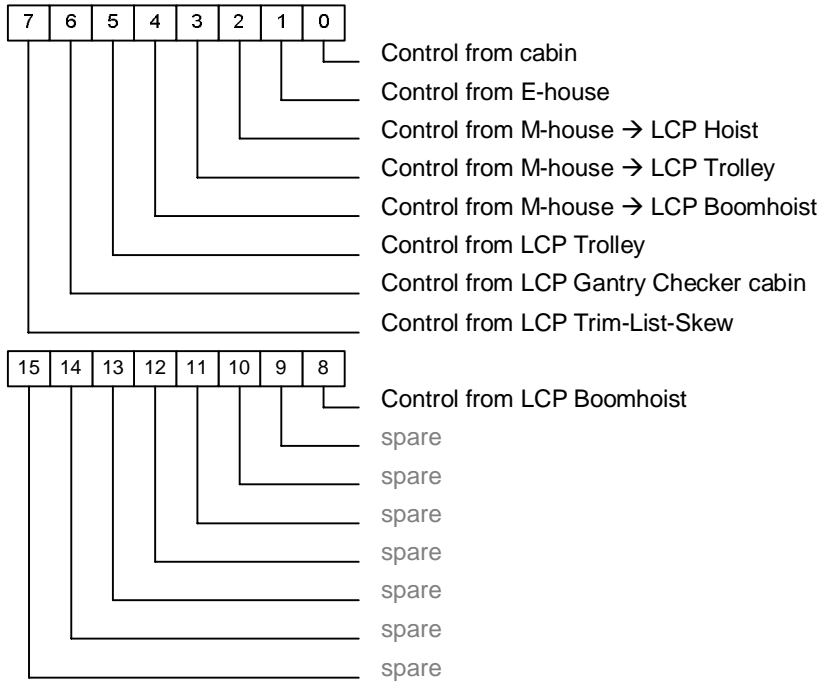 7 6 5 4 3 2 1 0
Control from cabin
Control from E-house
Control from M-house → LCP Hoist
Control from M-house → LCP Trolley
Control from M-house → LCP Boomhoist
Control from LCP Trolley
Control from LCP Gantry Checker cabin
Control from LCP Trim-List-Skew
15 14 13 12 11 10 9 8
Control from LCP Boomhoist
spare
spare
spare
spare
spare
spare
spare